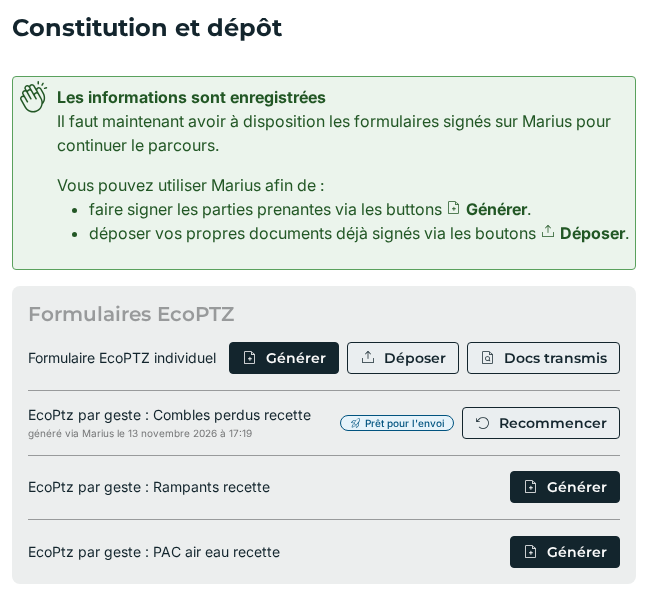 Constitution et dépôt
Les informations sont enregistrées
Il faut maintenant avoir à disposition les formulaires signés sur Marius pour
continuer le parcours.
Vous pouvez utiliser Marius afin de :
• faire signer les parties prenantes via les buttons Générer.
• déposer vos propres documents déjà signés via les boutons Déposer.
Formulaires EcoPTZ
Formulaire EcoPTZ individuel Générer Déposer Docs transmis
EcoPtz par geste : Combles perdus recette Prêt pour l'envoi Recommencer
généré via Marius le 13 novembre 2026 à 17:19
EcoPtz par geste : Rampants recette Générer
EcoPtz par geste : PAC air eau recette Générer